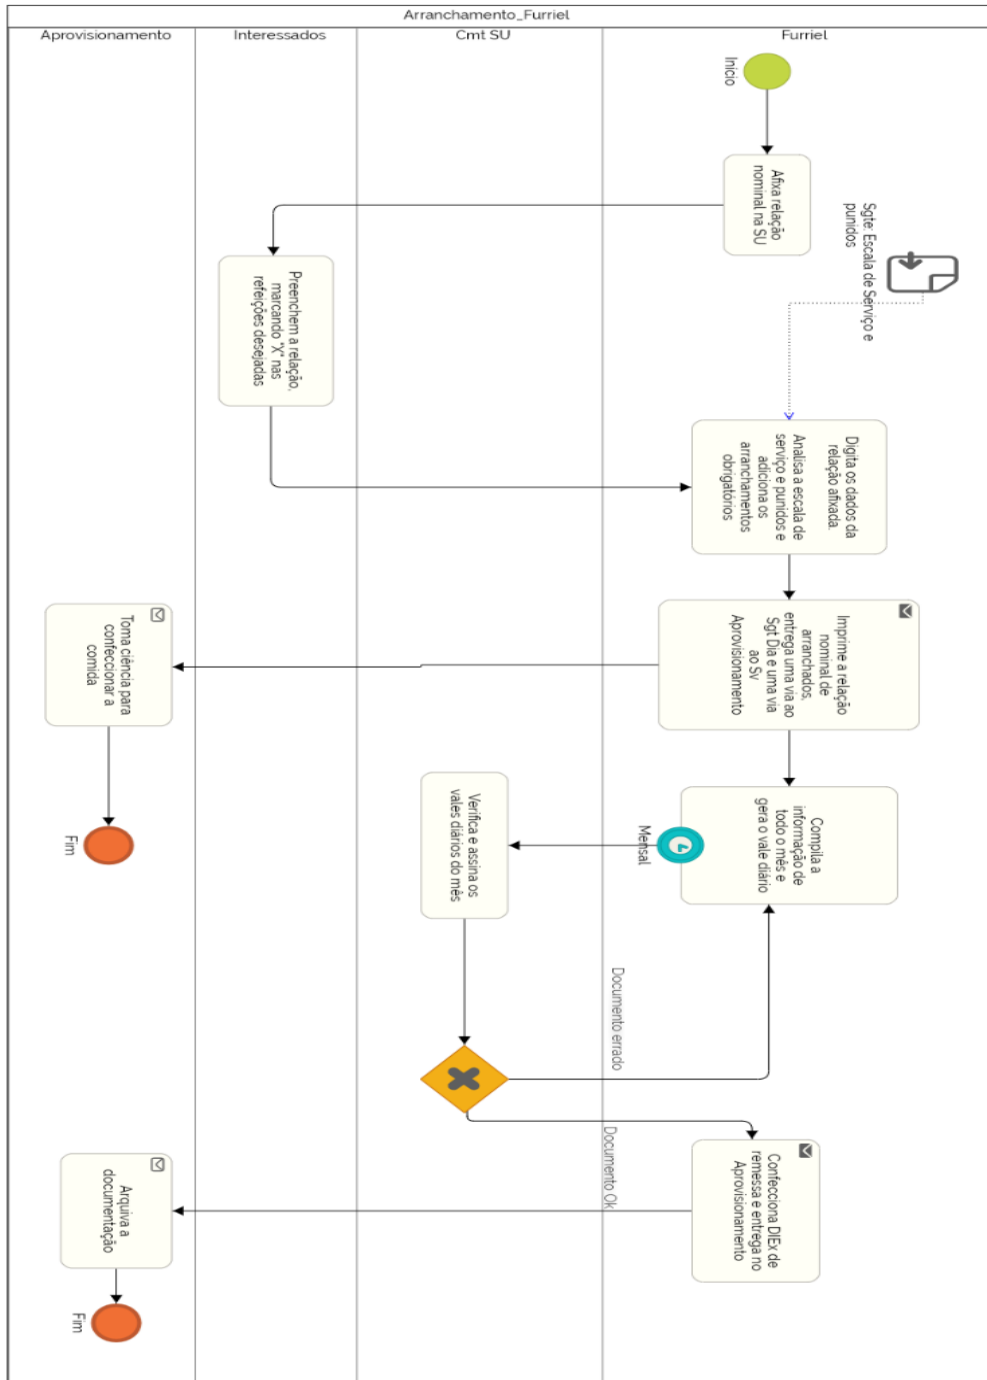 Arranchamento_Furriel
Aprovisionamento
Interessados
Cmt SU
Furriel
Inicio
Afixa relação
nominal na SU
Sgte: Escala de Serviço e
punidos
Preenchem a relação,
marcando "X" nas
refeições desejadas
Digita os dados da
relação afixada.
Analisa a escala de
serviço e punidos e
adiciona os
arranchamentos
obrigatórios
Imprime a relação
nominal de
arranchados,
entrega uma via ao
Sgt Dia e uma via
ao Sv
Aprovisionamento
Toma ciência para
confeccionar a
comida
Fim
Compila a
informação de
todo o mês e
gera o vale diário
Mensal
Verifica e assina os
vales diários do mês
Documento errado
Documento Ok
Confecciona DIEx de
remessa e entrega no
Aprovisionamento
Arquiva a
documentação
Fim